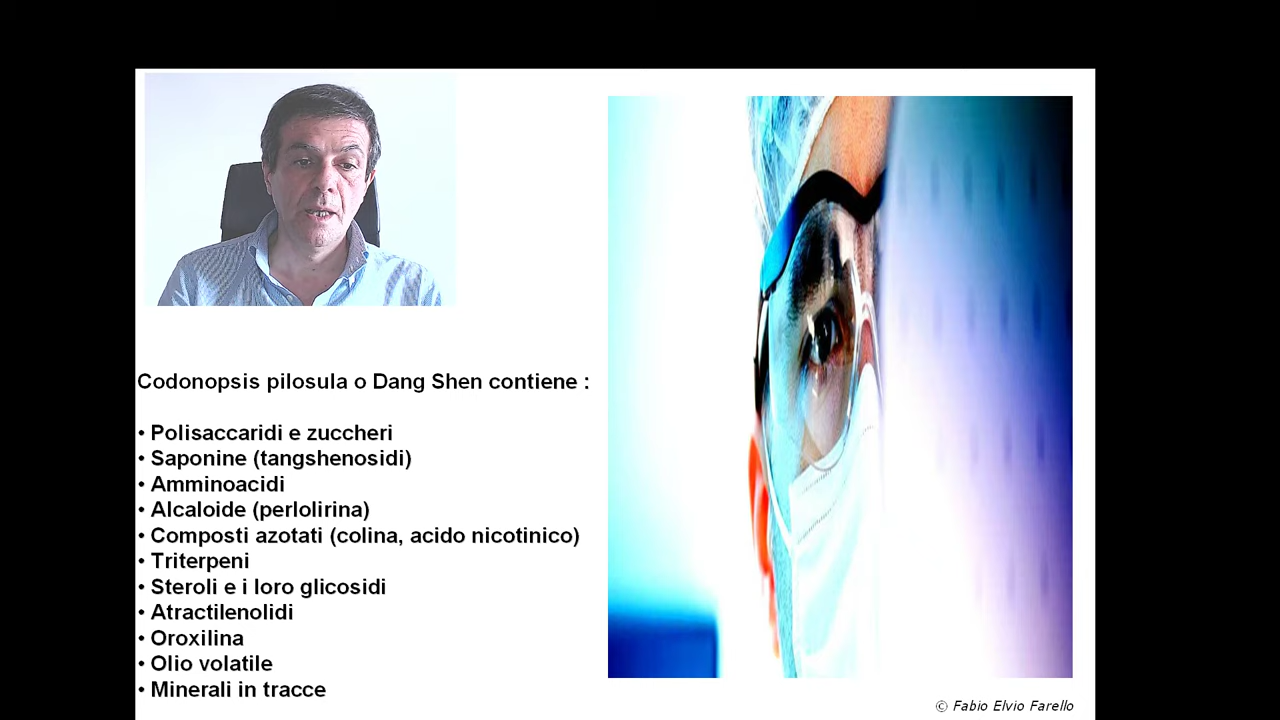 Codonopsis pilosula o Dang Shen contiene :
• Polisaccaridi e zuccheri
• Saponine (tangshenosidi)
• Amminoacidi
• Alcaloide (perlolirina)
• Composti azotati (colina, acido nicotinico)
• Triterpeni
• Steroli e i loro glicosidi
• Atractilenolidi
• Oroxilina
• Olio volatile
• Minerali in tracce
© Fabio Elvio Farello